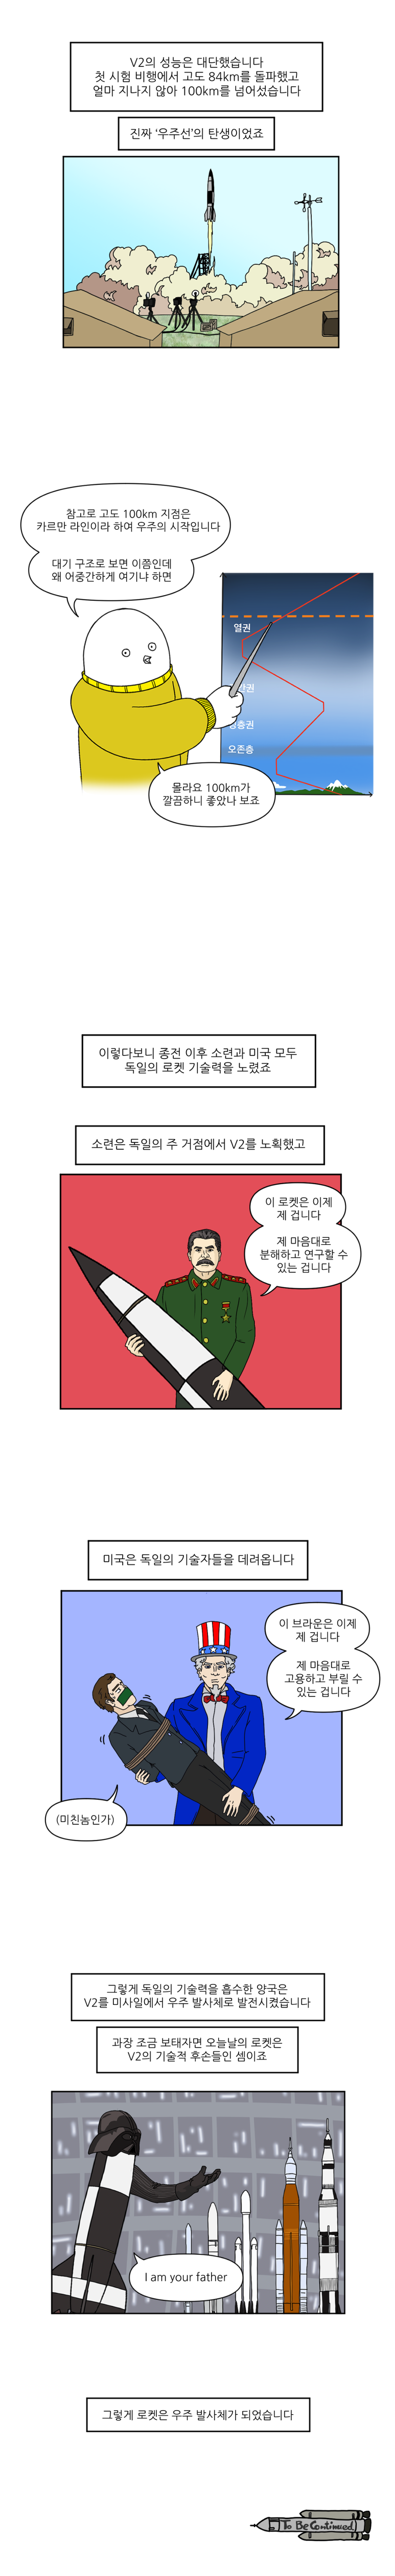 V2의 성능은 대단했습니다
첫 시험 비행에서 고도 84km를 돌파했고
얼마 지나지 않아 100km를 넘어섰습니다
진짜 '우주선'의 탄생이었죠
참고로 고도 100km 지점은
카르만 라인이라 하여 우주의 시작입니다
대기 구조로 보면 이쯤인데
왜 어중간하게 여기냐 하면
열권
간권
층권
오존층
몰라요 100km가
깔끔하니 좋았나 보죠
이렇다보니 종전 이후 소련과 미국 모두
독일의 로켓 기술력을 노렸죠
소련은 독일의 주 거점에서 V2를 노획했고
이 로켓은 이제
제 겁니다
제 마음대로
분해하고 연구할 수
있는 겁니다
미국은 독일의 기술자들을 데려옵니다
이 브라운은 이제
제 겁니다
제 마음대로
고용하고 부릴 수
있는 겁니다
(미친놈인가)
그렇게 독일의 기술력을 흡수한 양국은
V2를 미사일에서 우주 발사체로 발전시켰습니다
과장 조금 보태자면 오늘날의 로켓은
V2의 기술적 후손들인 셈이죠
I am your father
그렇게 로켓은 우주 발사체가 되었습니다
To Be Continued